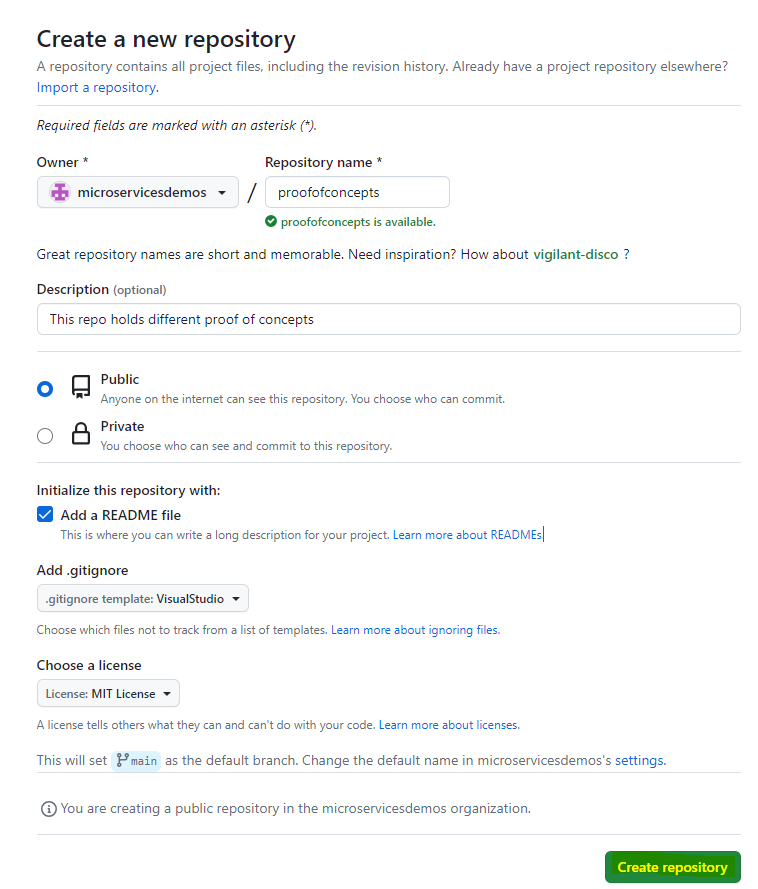 Create a new repository
A repository contains all project files, including the revision history. Already have a project repository elsewhere?
Import a repository.
Required fields are marked with an asterisk (*).
Owner * Repository name *
microservicesdemos / proofofconcepts
proofofconcepts is available.
Great repository names are short and memorable. Need inspiration? How about vigilant-disco ?
Description (optional)
This repo holds different proof of concepts
Public
Anyone on the internet can see this repository. You choose who can commit.
Private
You choose who can see and commit to this repository.
Initialize this repository with:
Add a README file
This is where you can write a long description for your project. Learn more about READMEs
Add .gitignore
.gitignore template: VisualStudio
Choose which files not to track from a list of templates. Learn more about ignoring files.
Choose a license
License: MIT License
A license tells others what they can and can't do with your code. Learn more about licenses.
This will set main as the default branch. Change the default name in microservicesdemos's settings.
You are creating a public repository in the microservicesdemos organization.
Create repository